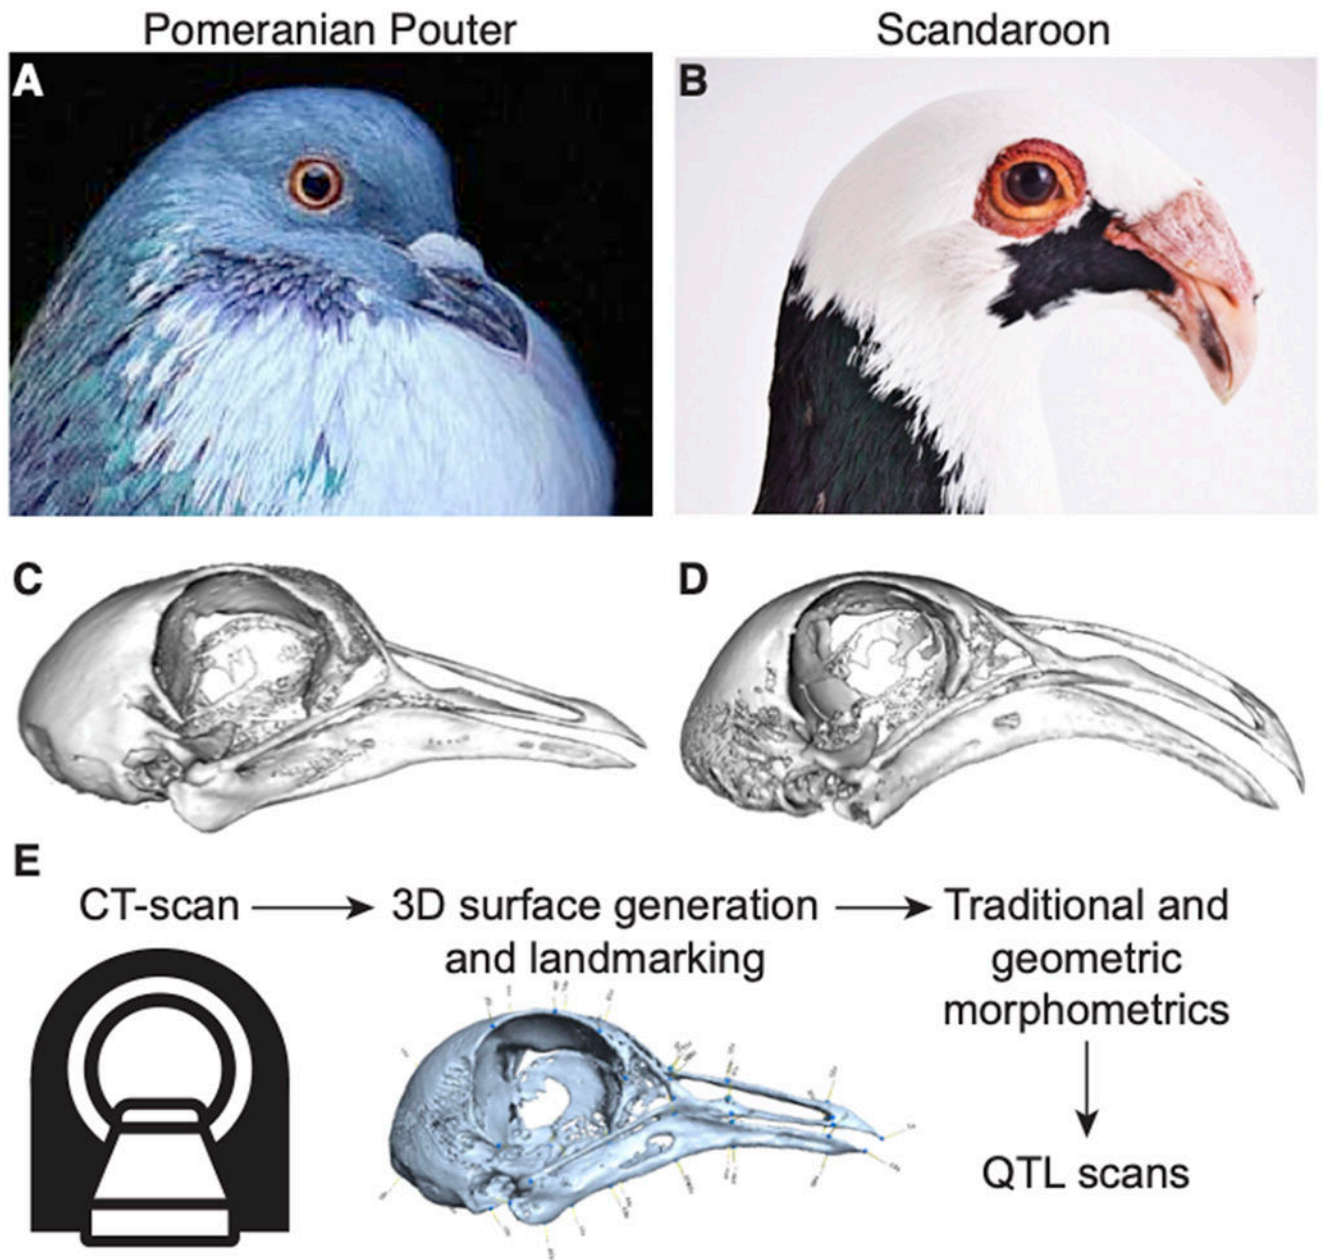 Pomeranian Pouter
Scandaroon
A
B
C
D
E
CT-scan
3D surface generation
and landmarking
Traditional and
geometric
morphometrics
QTL scans